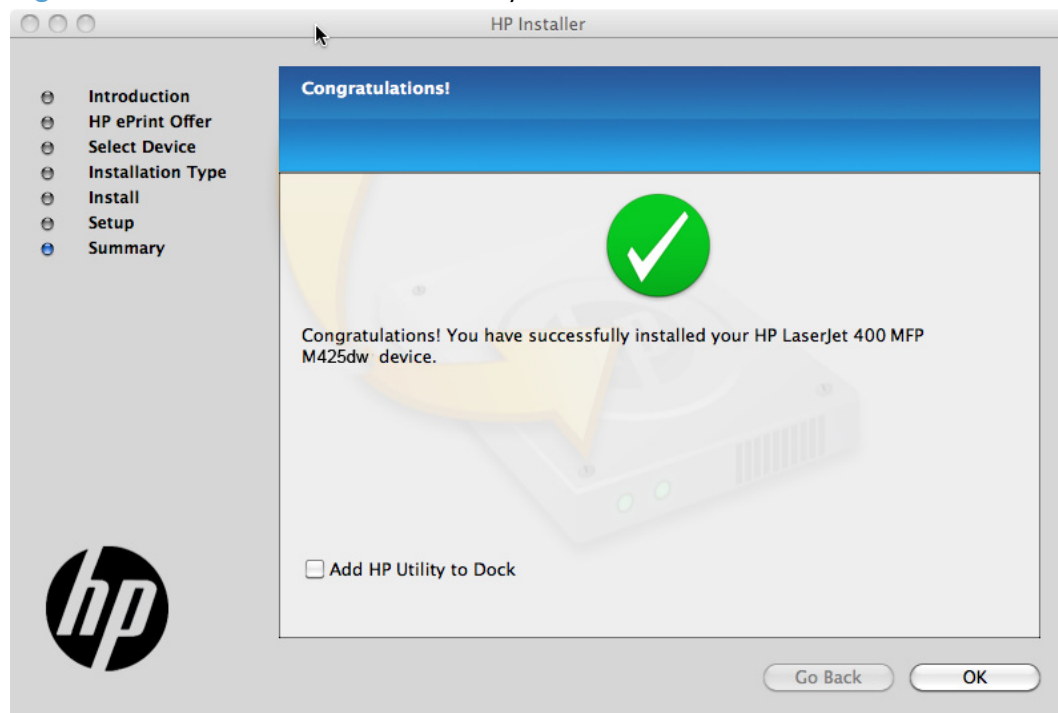 HP Installer
Introduction
HP ePrint Offer
Select Device
Installation Type
Install
Setup
Summary
Congratulations!
Congratulations! You have successfully installed your HP LaserJet 400 MFP
M425dw device.
Add HP Utility to Dock
hp
Go Back
OK